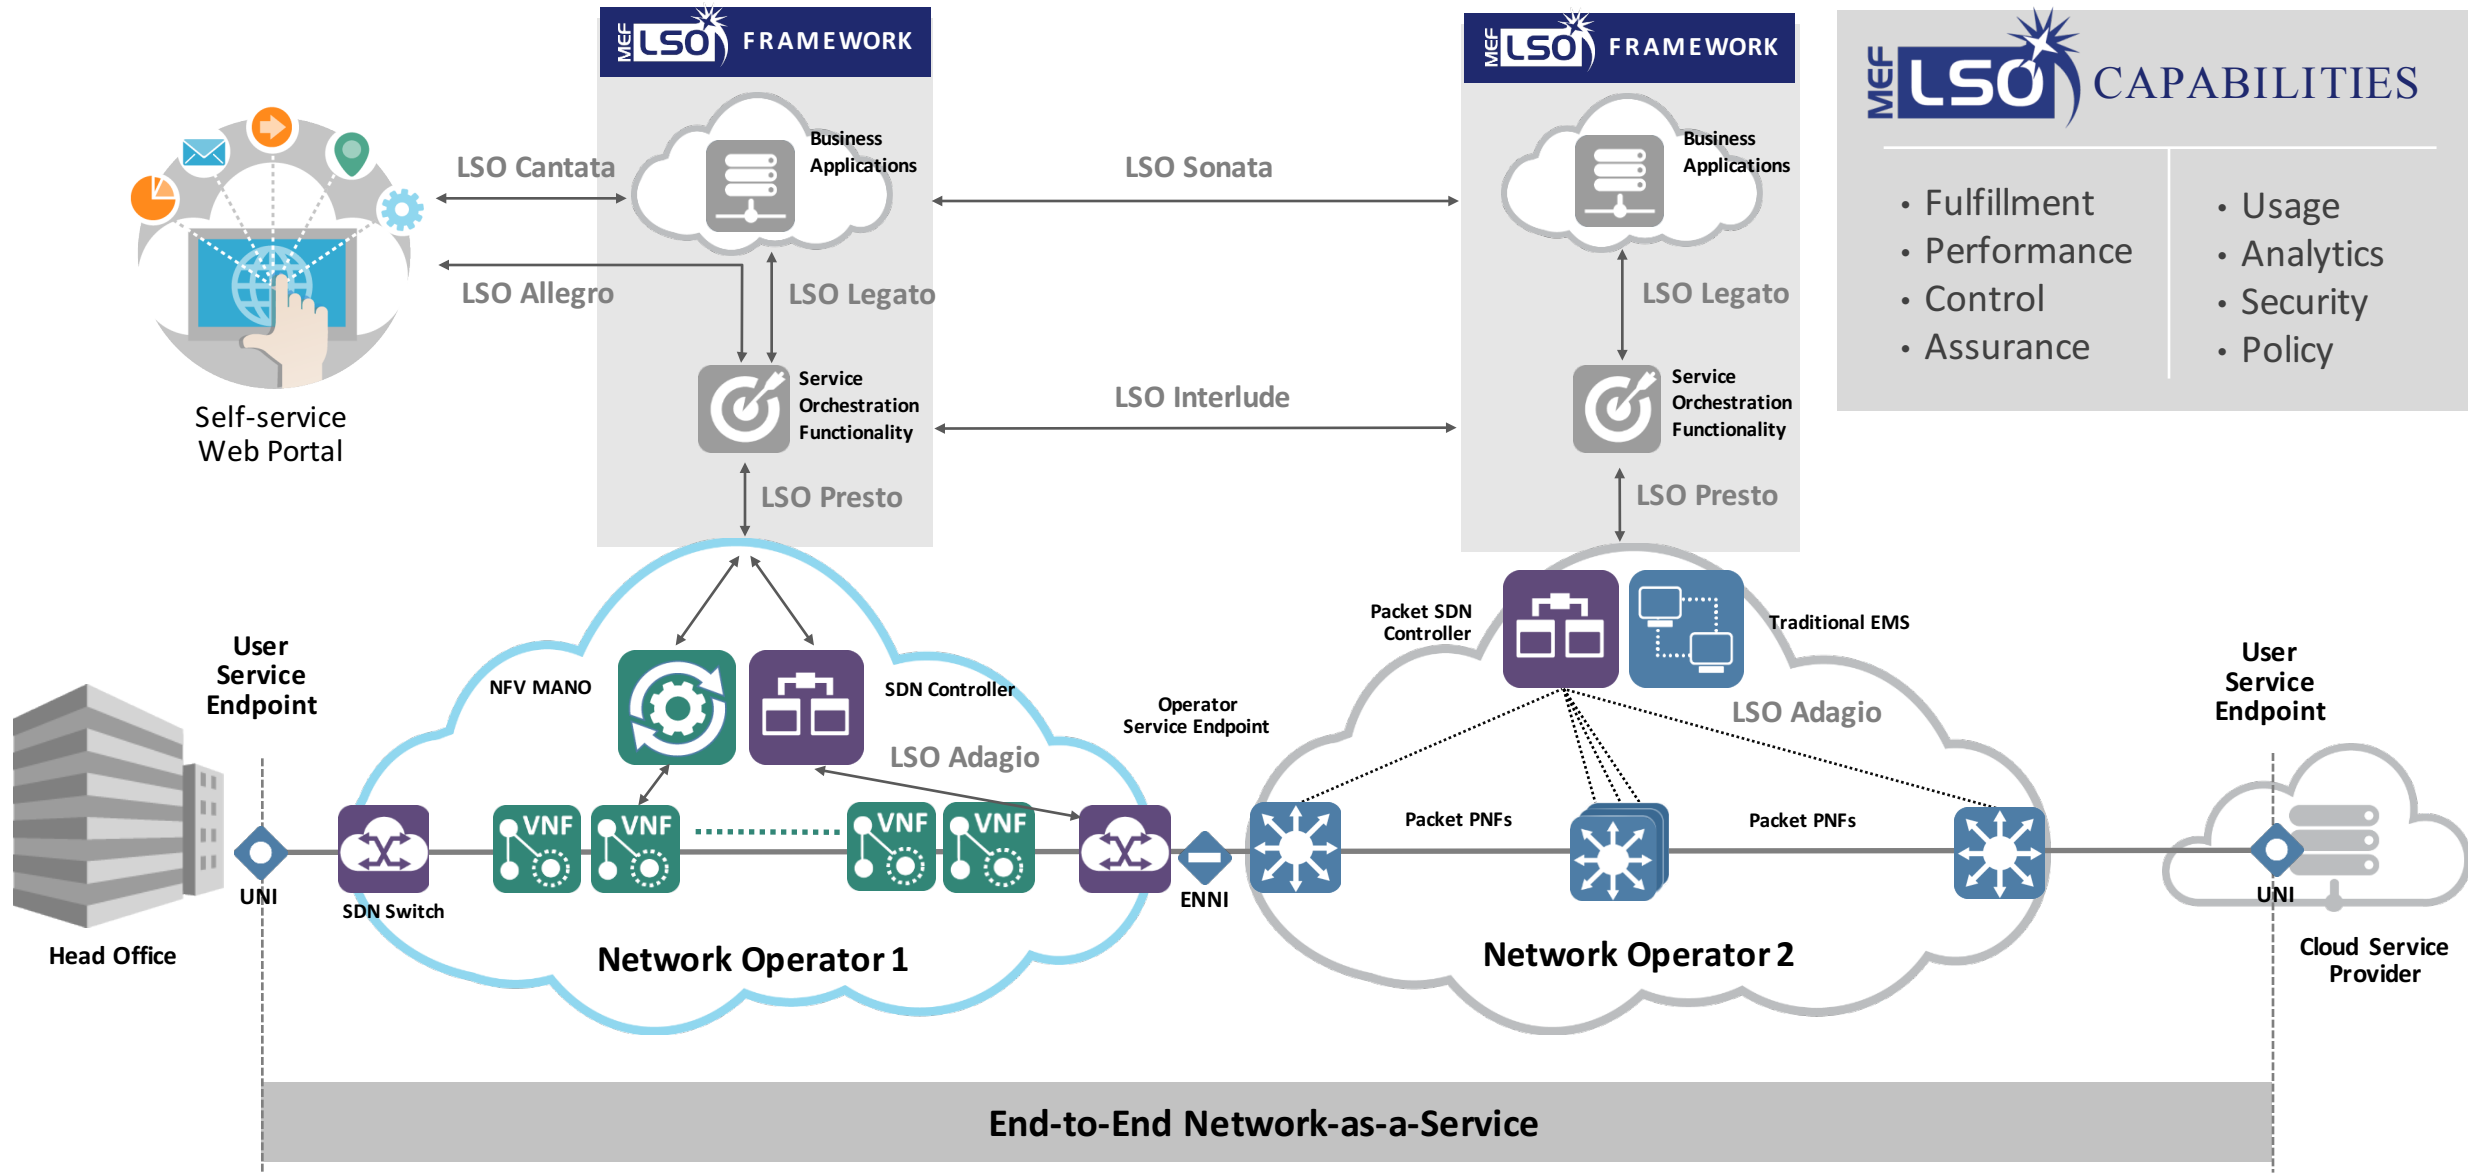 MEF LSO FRAMEWORK
MEF LSO FRAMEWORK
MEF LSO CAPABILITIES
Fulfillment
Performance
Control
Assurance
Usage
Analytics
Security
Policy
Business
Applications
Business
Applications
LSO Cantata
LSO Sonata
LSO Allegro
LSO Legato
LSO Legato
Self-service
Web Portal
Service
Orchestration
Functionality
LSO Interlude
Service
Orchestration
Functionality
LSO Presto
LSO Presto
User
Service
Endpoint
NFV MANO
SDN Controller
LSO Adagio
Operator
Service Endpoint
Packet SDN
Controller
Traditional EMS
LSO Adagio
User
Service
Endpoint
VNF
VNF
VNF
VNF
Packet PNFs
Packet PNFs
UNI
SDN Switch
ENNI
UNI
Head Office
Network Operator 1
Network Operator 2
Cloud Service
Provider
End-to-End Network-as-a-Service